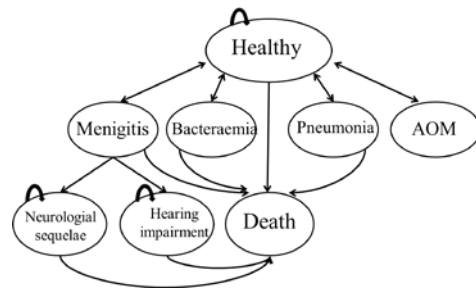 Healthy
Menigitis
Bacteraemia
Pneumonia
AOM
Neurologial
sequelae
Hearing
impairment
Death